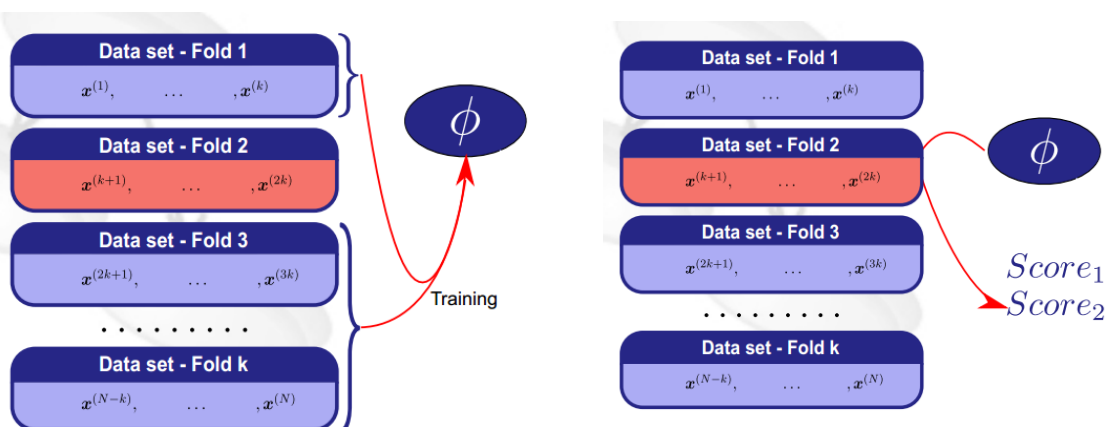 Data set - Fold 1
x^(1), ... , x^(k)
Data set - Fold 2
x^(k+1), ... , x^(2k)
Data set - Fold 3
x^(2k+1), ... , x^(3k)
. . . . . . . . .
Data set - Fold k
x^(N−k), ... , x^(N)
ϕ
Training
Data set - Fold 1
x^(1), ... , x^(k)
Data set - Fold 2
x^(k+1), ... , x^(2k)
Data set - Fold 3
x^(2k+1), ... , x^(3k)
. . . . . . . . .
Data set - Fold k
x^(N−k), ... , x^(N)
ϕ
Score₁
Score₂